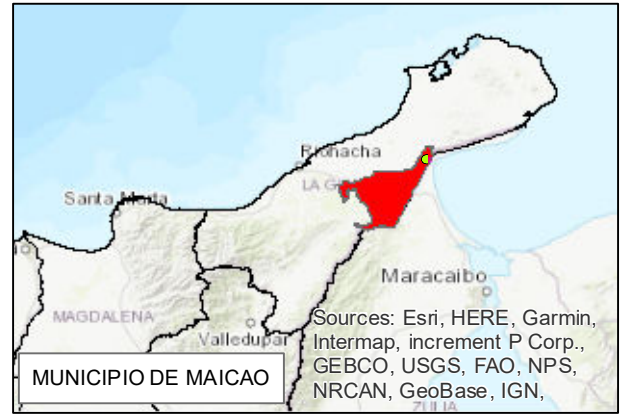 Riohacha
LA G
Santa Marta
Maracaibo
MAGDALENA
Valledupar
Sources: Esri, HERE, Garmin,
Intermap, increment P Corp.,
GEBCO, USGS, FAO, NPS,
NRCAN, GeoBase, IGN,
MUNICIPIO DE MAICAO
ZULIA